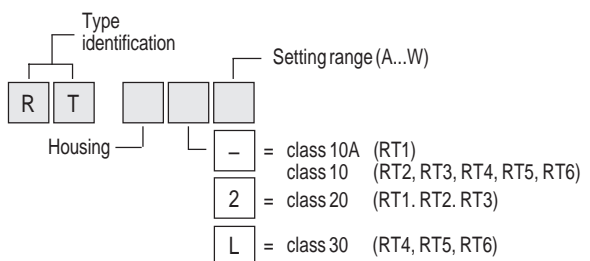 Type
identification
Setting range (A...W)
R T
Housing
– = class 10A (RT1)
class 10 (RT2, RT3, RT4, RT5, RT6)
2 = class 20 (RT1. RT2. RT3)
L = class 30 (RT4, RT5, RT6)